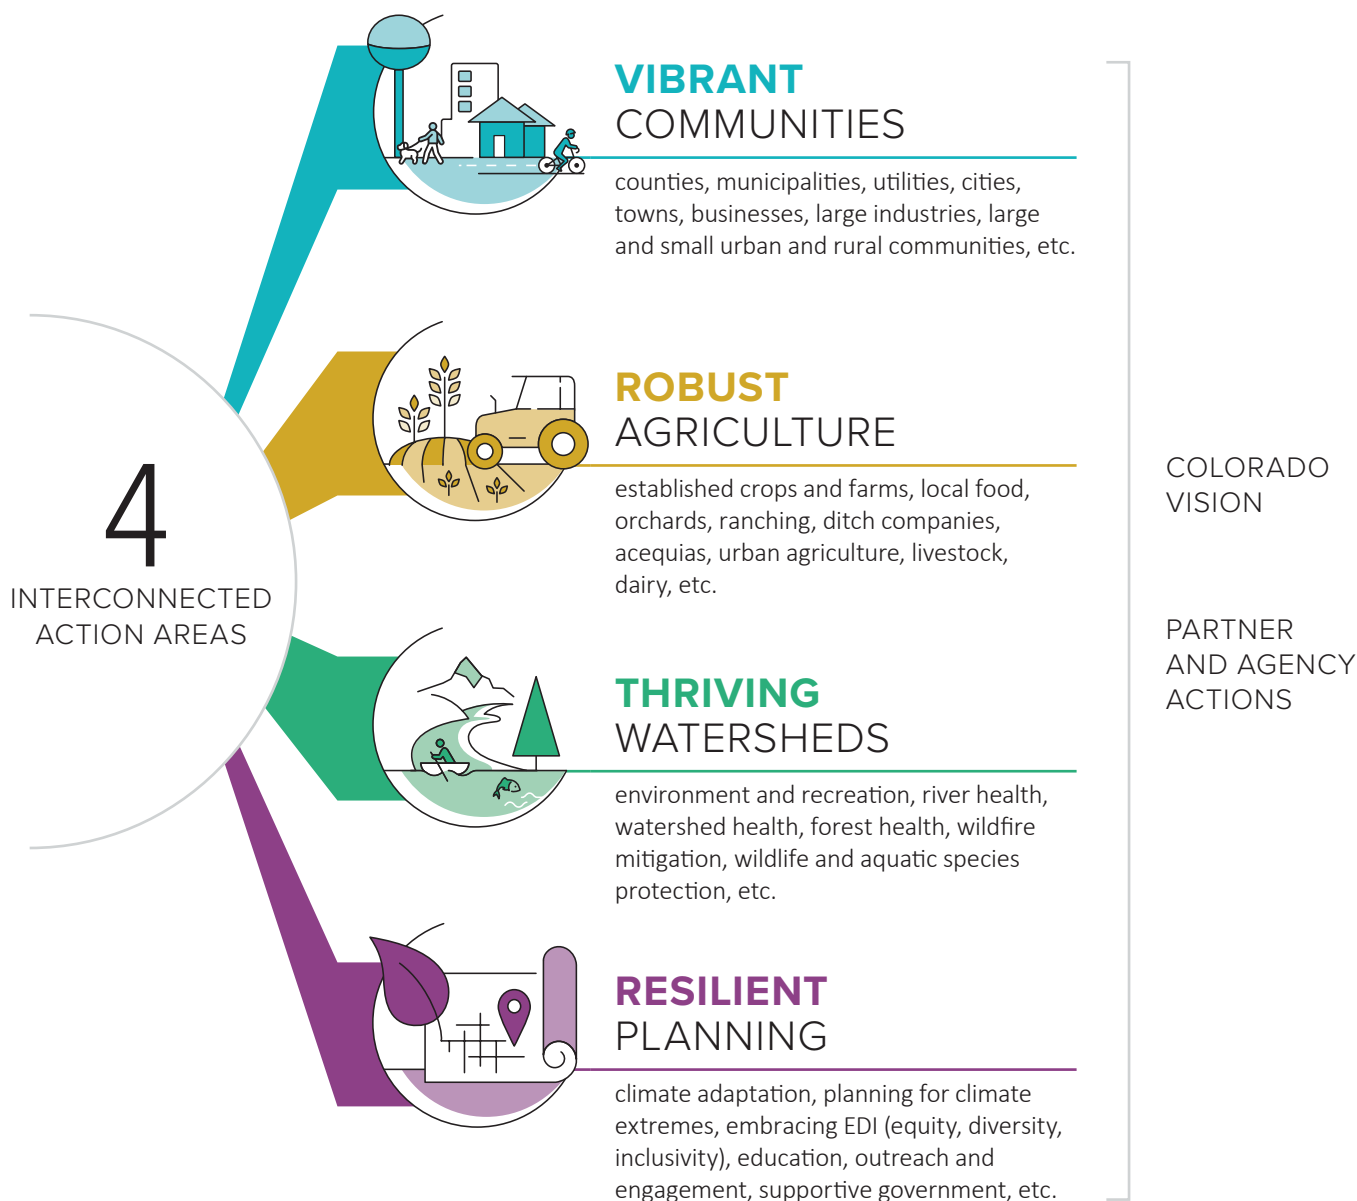 4
INTERCONNECTED
ACTION AREAS
VIBRANT
COMMUNITIES
counties, municipalities, utilities, cities,
towns, businesses, large industries, large
and small urban and rural communities, etc.
ROBUST
AGRICULTURE
established crops and farms, local food,
orchards, ranching, ditch companies,
acequias, urban agriculture, livestock,
dairy, etc.
THRIVING
WATERSHEDS
environment and recreation, river health,
watershed health, forest health, wildfire
mitigation, wildlife and aquatic species
protection, etc.
RESILIENT
PLANNING
climate adaptation, planning for climate
extremes, embracing EDI (equity, diversity,
inclusivity), education, outreach and
engagement, supportive government, etc.
COLORADO
VISION
PARTNER
AND AGENCY
ACTIONS